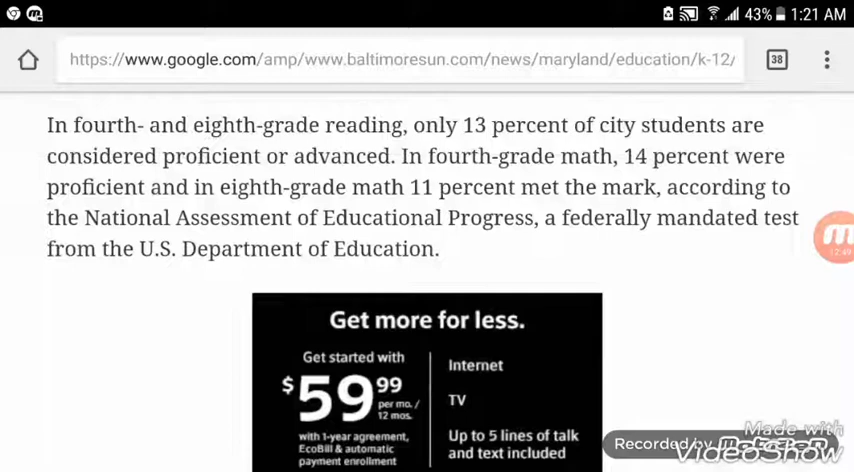 43% 1:21 AM
https://www.google.com/amp/www.baltimoresun.com/news/maryland/education/k-12/
38
In fourth- and eighth-grade reading, only 13 percent of city students are
considered proficient or advanced. In fourth-grade math, 14 percent were
proficient and in eighth-grade math 11 percent met the mark, according to
the National Assessment of Educational Progress, a federally mandated test
from the U.S. Department of Education.
12:49
Get more for less.
Get started with
$59.99
per mo./
12 mos.
with 1-year agreement,
EcoBill & automatic
payment enrollment
Internet
TV
Up to 5 lines of talk
and text included
Made with
Recorded by
VideoShow